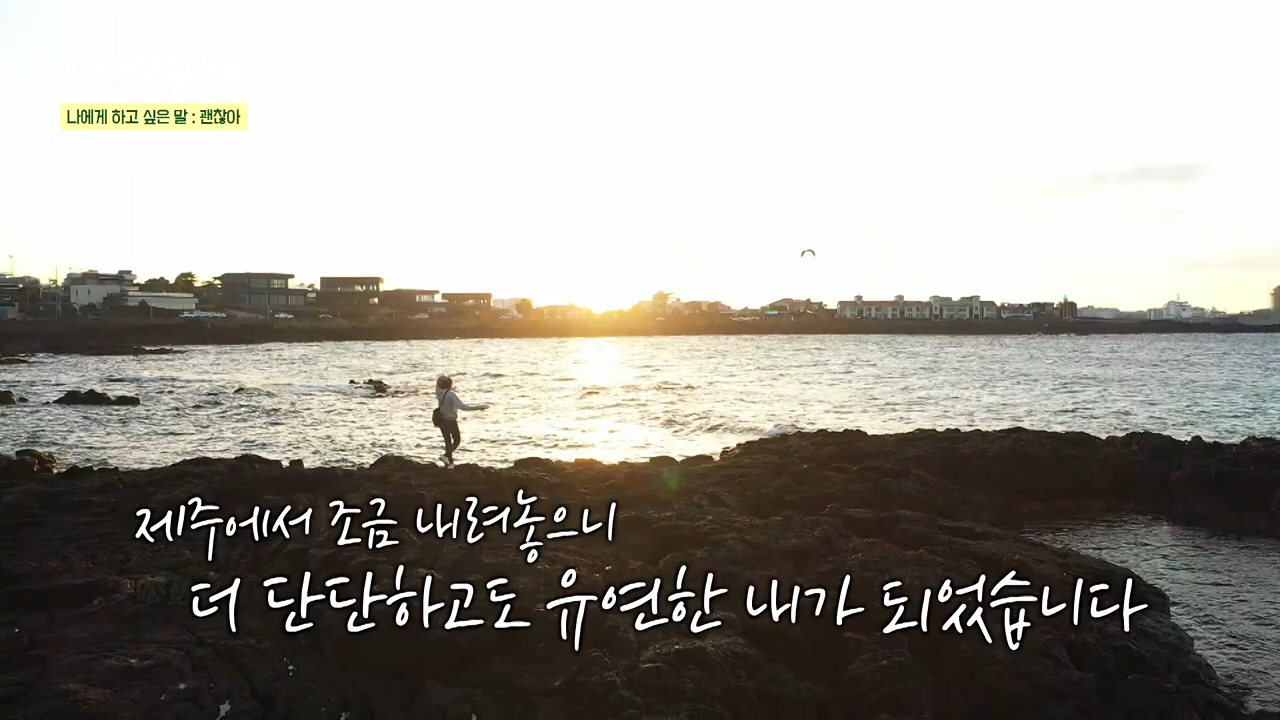 나에게 하고 싶은 말 : 괜찮아
제주에서 조금 내려놓으니
더 단단하고도 유연한 내가 되었습니다